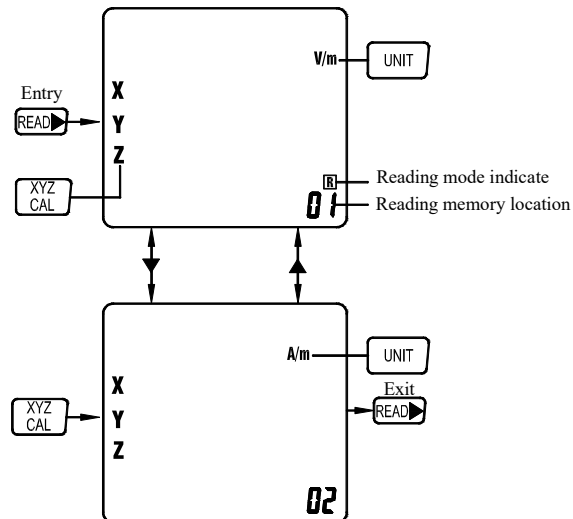 V/m
UNIT
Entry
READ
X
Y
Z
XYZ
CAL
R
Reading mode indicate
01
Reading memory location
A/m
UNIT
Exit
READ
X
XYZ
CAL
Y
Z
02